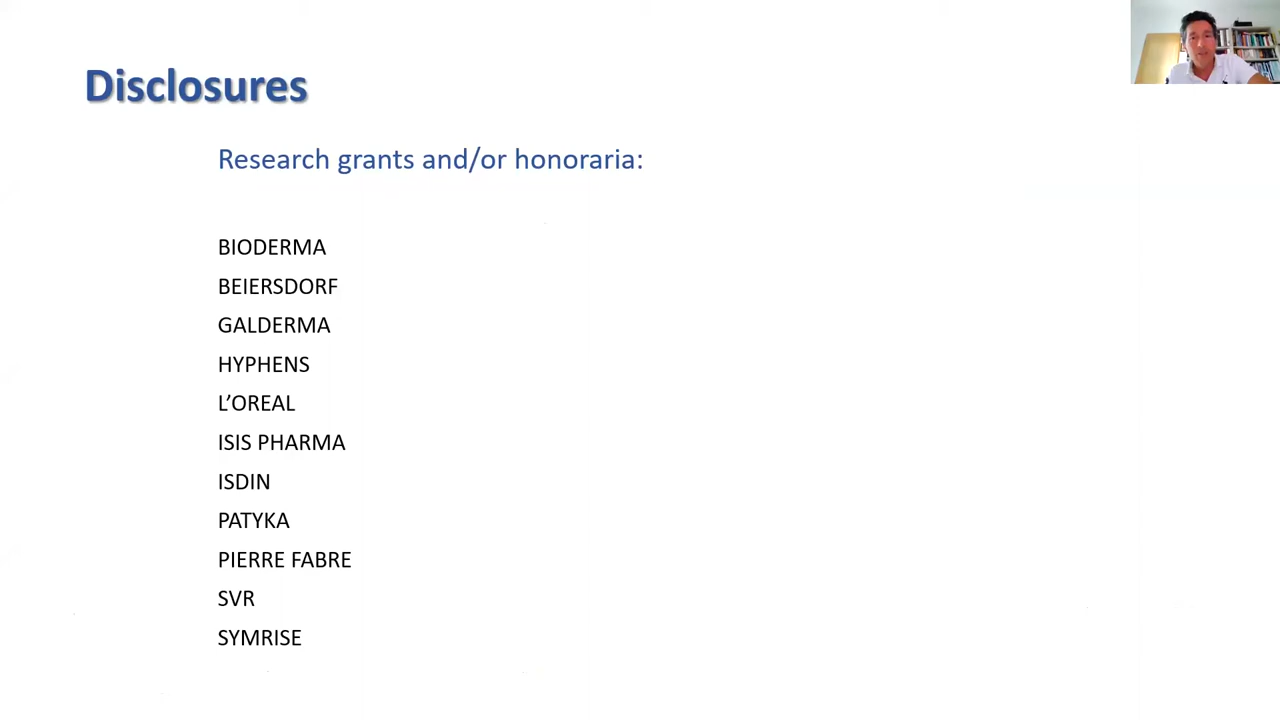 Disclosures
Research grants and/or honoraria:
BIODERMA
BEIERSDORF
GALDERMA
HYPHENS
L’OREAL
ISIS PHARMA
ISDIN
PATYKA
PIERRE FABRE
SVR
SYMRISE